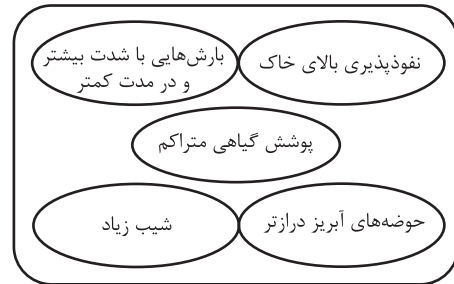 نفوذپذیری بالای خاک
بارش‌هایی با شدت بیشتر
و در مدت کمتر
پوشش گیاهی متراکم
حوضه‌های آبریز درازتر
شیب زیاد